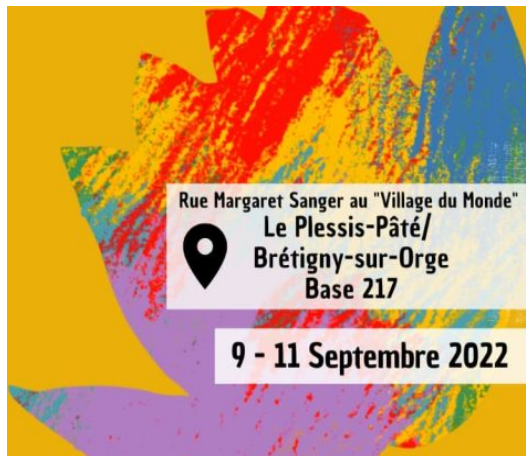 Rue Margaret Sanger au "Village du Monde"
Le Plessis-Pâté/
Brétigny-sur-Orge
Base 217
9 - 11 Septembre 2022